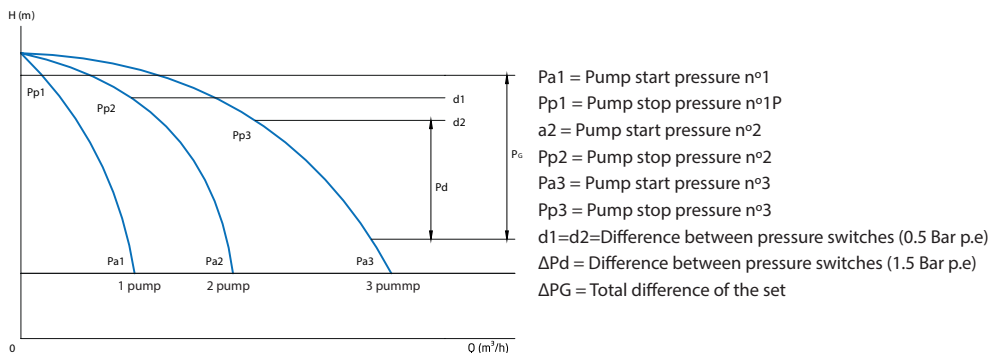 H (m)
Pp1
Pp2
d1
d2
Pp3
PG
Pd
Pa1
Pa2
Pa3
1 pump
2 pump
3 pummp
0
Q (m³/h)
Pa1 = Pump start pressure nº1
Pp1 = Pump stop pressure nº1P
a2 = Pump start pressure nº2
Pp2 = Pump stop pressure nº2
Pa3 = Pump start pressure nº3
Pp3 = Pump stop pressure nº3
d1=d2=Difference between pressure switches (0.5 Bar p.e)
ΔPd = Difference between pressure switches (1.5 Bar p.e)
ΔPG = Total difference of the set